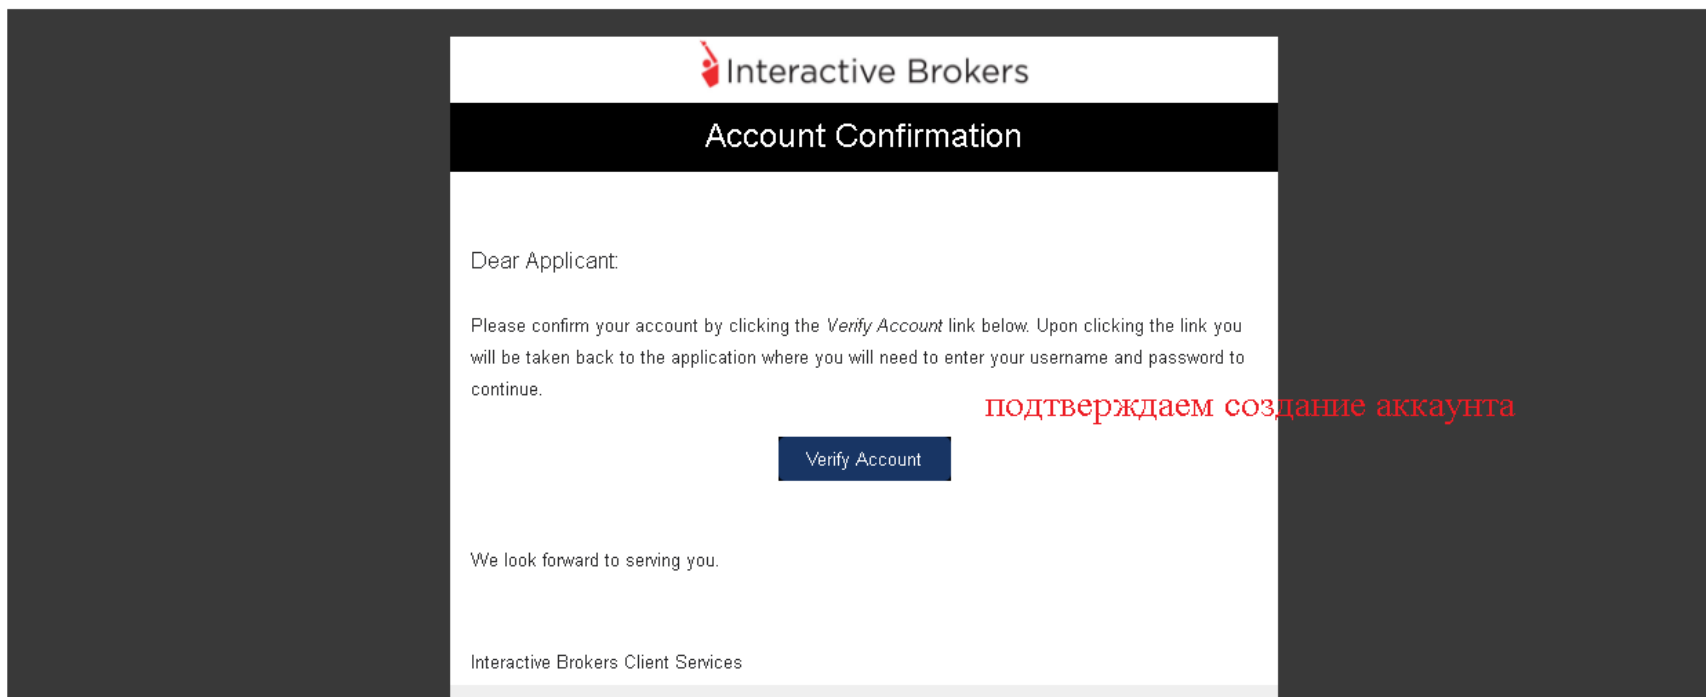 Interactive Brokers
Account Confirmation
Dear Applicant:
Please confirm your account by clicking the Verify Account link below. Upon clicking the link you
will be taken back to the application where you will need to enter your username and password to
continue.
подтверждаем создание аккаунта
Verify Account
We look forward to serving you.
Interactive Brokers Client Services